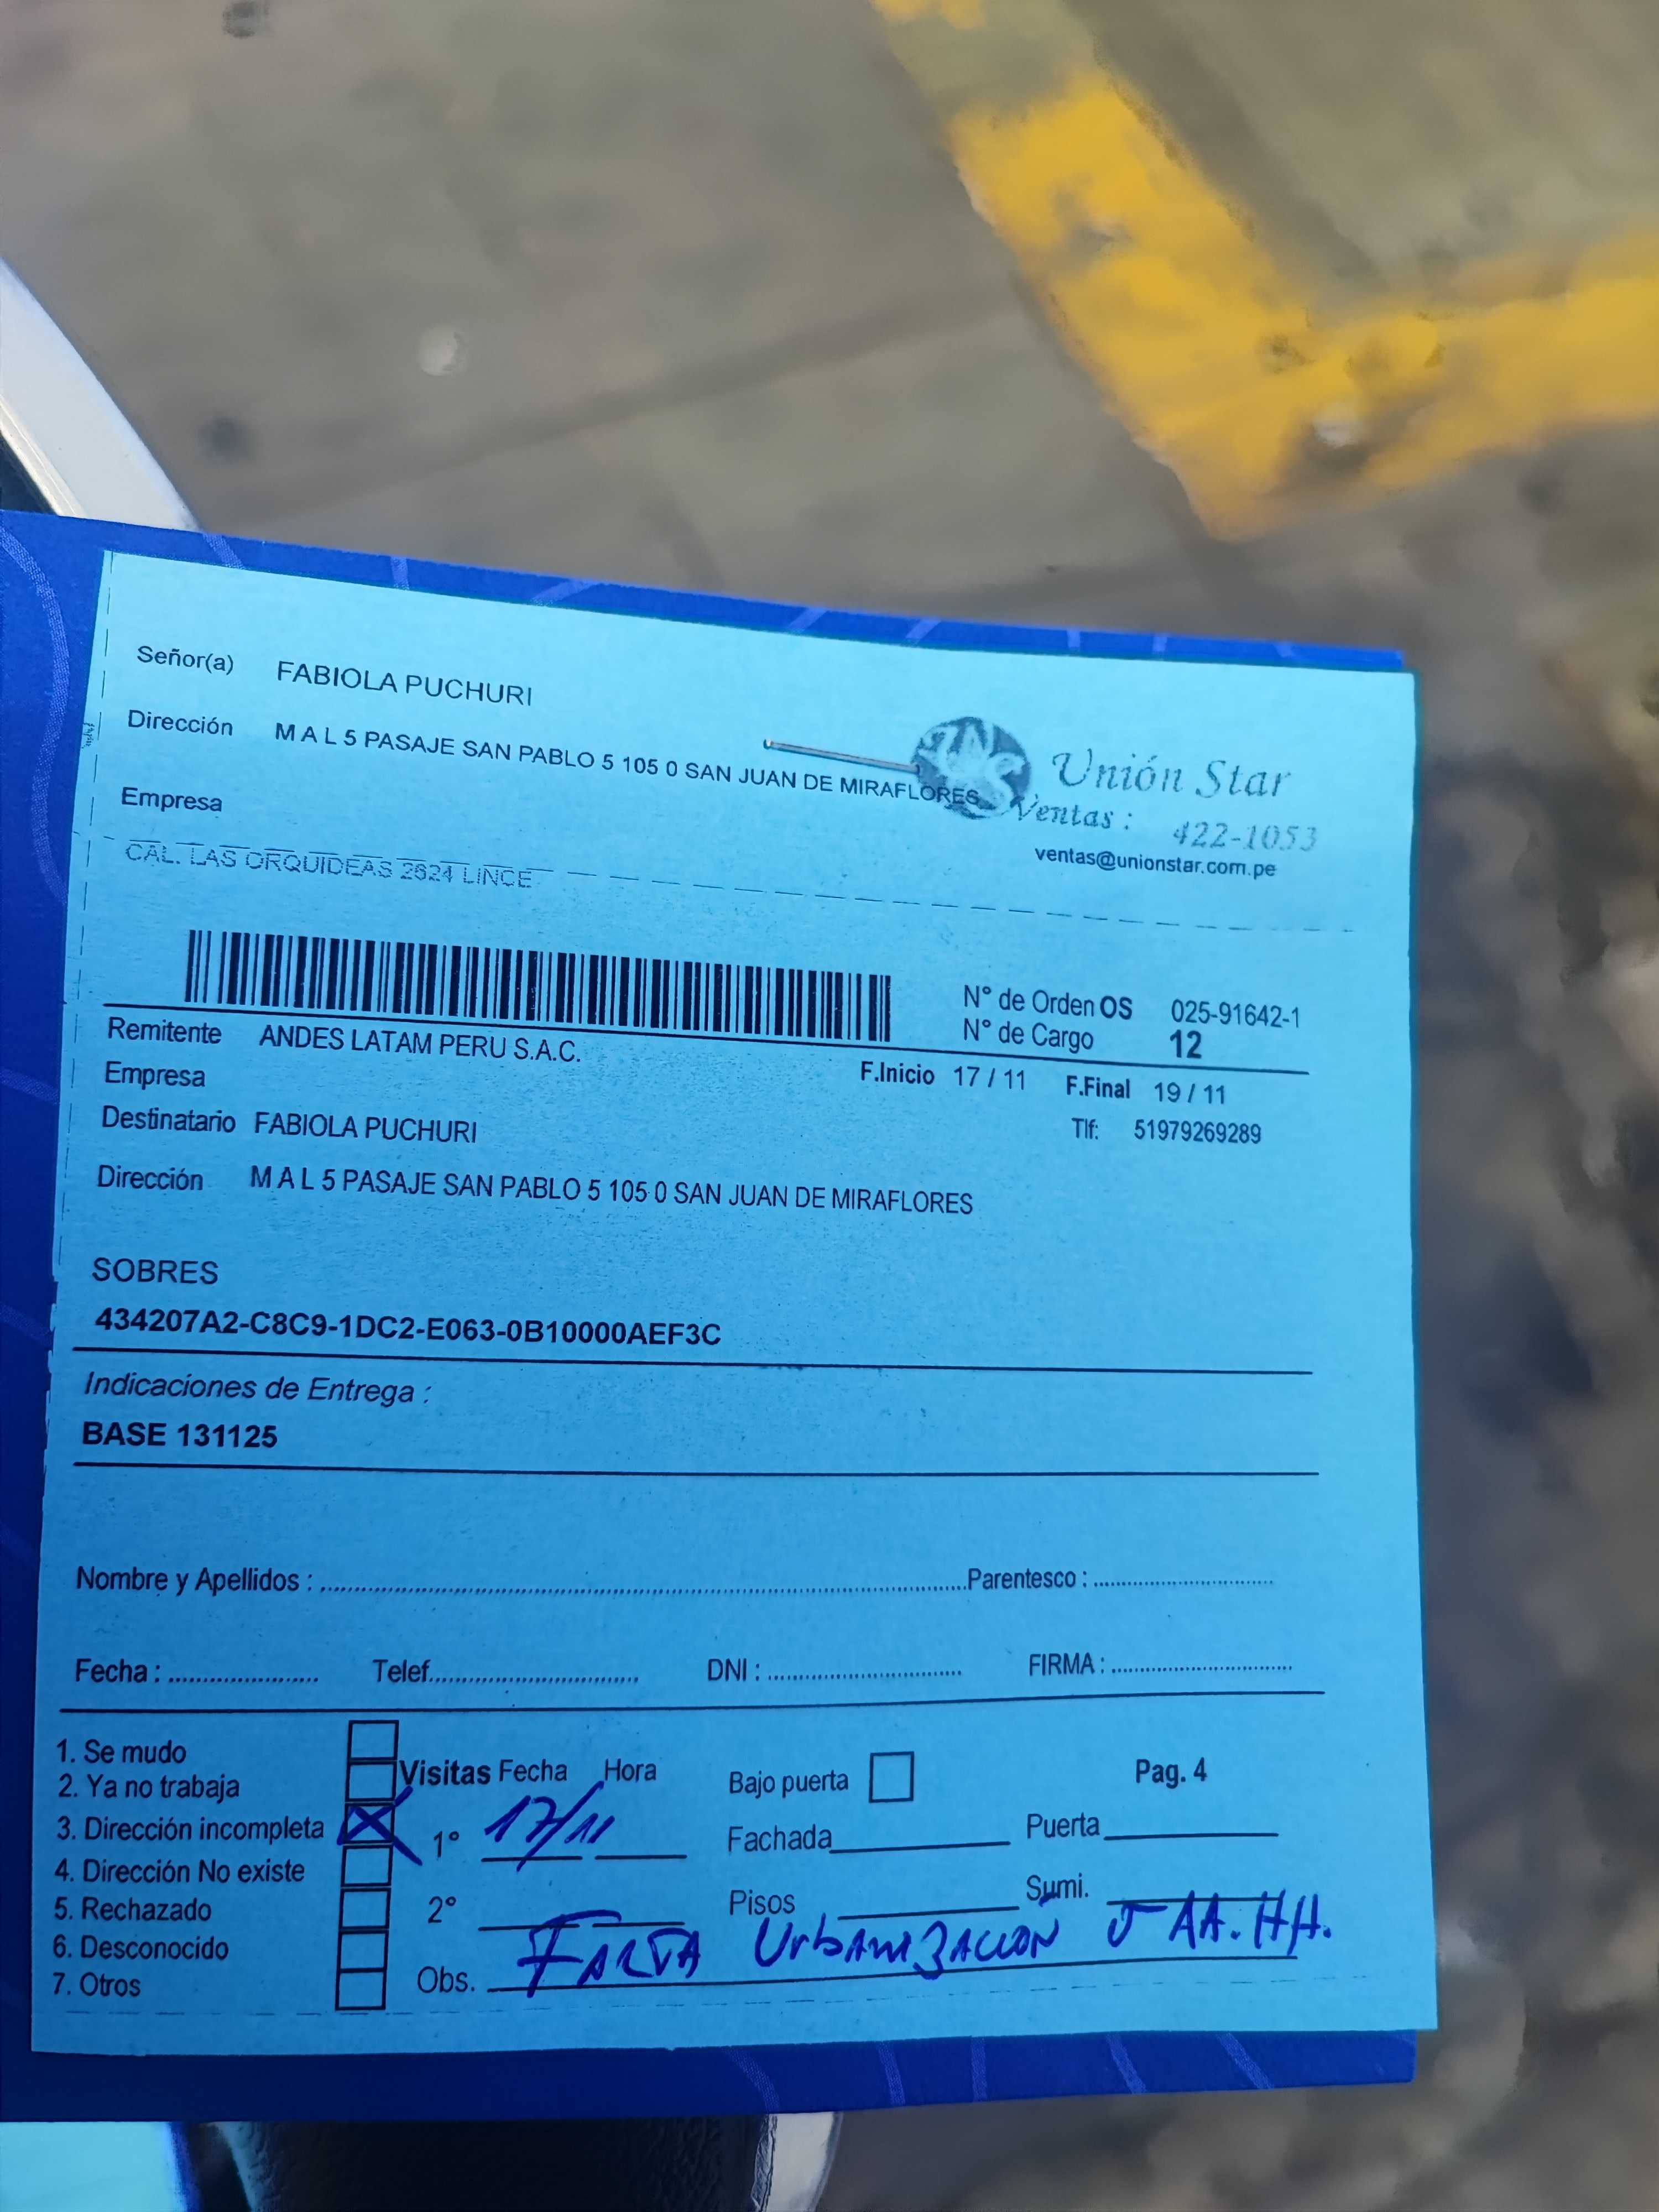 Señor(a) FABIOLA PUCHURI
Dirección M A L 5 PASAJE SAN PABLO 5 105 0 SAN JUAN DE MIRAFLORES
Unión Star
Empresa
Ventas : 422-1053
ventas@unionstar.com.pe
CAL. LAS ORQUIDEAS 2624 LINCE
N° de Orden OS 025-91642-1
N° de Cargo 12
Remitente ANDES LATAM PERU S.A.C.
Empresa F.Inicio 17 / 11 F.Final 19 / 11
Destinatario FABIOLA PUCHURI Tlf: 51979269289
Dirección M A L 5 PASAJE SAN PABLO 5 105 0 SAN JUAN DE MIRAFLORES
SOBRES
434207A2-C8C9-1DC2-E063-0B10000AEF3C
Indicaciones de Entrega :
BASE 131125
Nombre y Apellidos : Parentesco :
Fecha : Telef. DNI : FIRMA :
1. Se mudo
2. Ya no trabaja
3. Dirección incompleta
4. Dirección No existe
5. Rechazado
6. Desconocido
7. Otros
Visitas Fecha Hora
1° 17/11
2°
Bajo puerta Pag. 4
Fachada Puerta
Pisos Sumi.
Obs. FALTA UrbANIZACION O AA.HH.